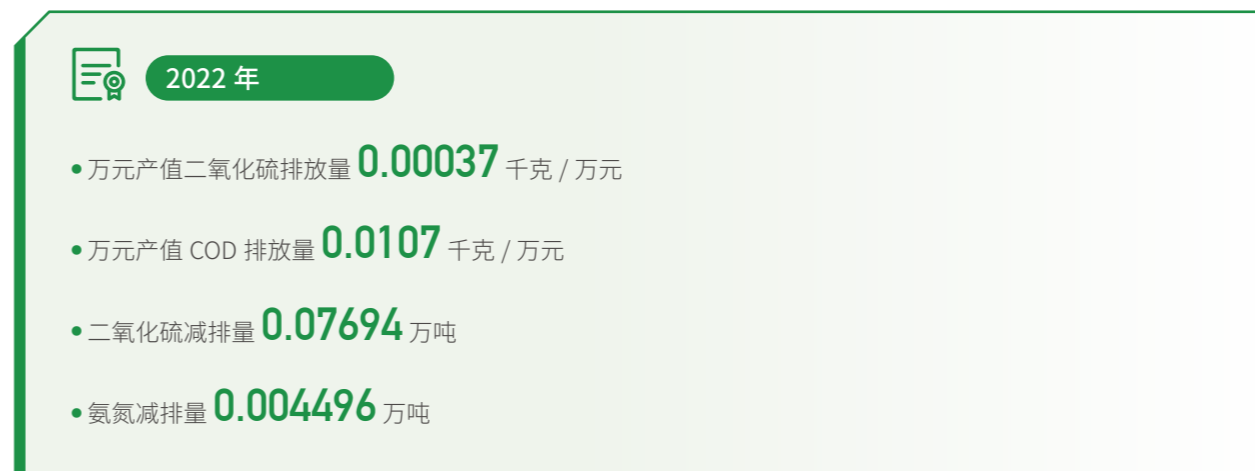 2022 年
• 万元产值二氧化硫排放量 0.00037 千克 / 万元
• 万元产值 COD 排放量 0.0107 千克 / 万元
• 二氧化硫减排量 0.07694 万吨
• 氨氮减排量 0.004496 万吨